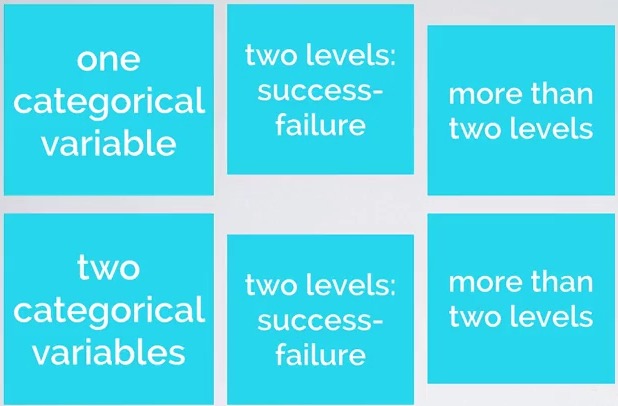 one
categorical
variable
two levels:
success-
failure
more than
two levels
two
categorical
variables
two levels:
success-
failure
more than
two levels